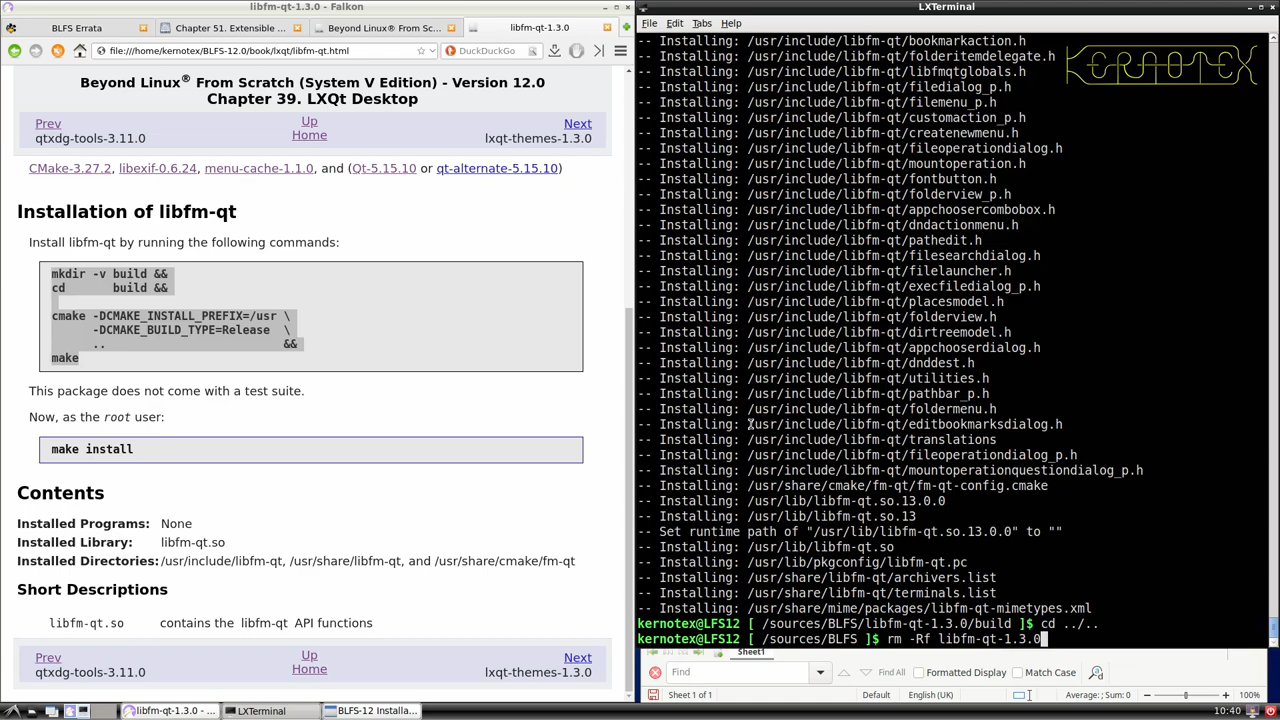 libfm-qt-1.3.0 - Falkon
BLFS Errata
Chapter 51. Extensible
Beyond Linux® From Scr
libfm-qt-1.3.0
file:///home/kernotex/BLFS-12.0/book/lxqt/libfm-qt.html
DuckDuckGo
Beyond Linux® From Scratch (System V Edition) - Version 12.0
Chapter 39. LXQt Desktop
Prev
Up
Next
qtxdg-tools-3.11.0
Home
lxqt-themes-1.3.0
CMake-3.27.2, libexif-0.6.24, menu-cache-1.1.0, and (Qt-5.15.10 or qt-alternate-5.15.10)
Installation of libfm-qt
Install libfm-qt by running the following commands:
mkdir -v build &&
cd       build &&
cmake -DCMAKE_INSTALL_PREFIX=/usr \
      -DCMAKE_BUILD_TYPE=Release  \
      ..                          &&
make
This package does not come with a test suite.
Now, as the root user:
make install
Contents
Installed Programs: None
Installed Library: libfm-qt.so
Installed Directories: /usr/include/libfm-qt, /usr/share/libfm-qt, and /usr/share/cmake/fm-qt
Short Descriptions
libfm-qt.so contains the libfm-qt API functions
Prev
Up
Next
qtxdg-tools-3.11.0
Home
lxqt-themes-1.3.0
LXTerminal
File Edit Tabs Help
-- Installing: /usr/include/libfm-qt/bookmarkaction.h
-- Installing: /usr/include/libfm-qt/folderitemdelegate.h
-- Installing: /usr/include/libfm-qt/libfmqtglobals.h
-- Installing: /usr/include/libfm-qt/filedialog_p.h
-- Installing: /usr/include/libfm-qt/filemenu_p.h
-- Installing: /usr/include/libfm-qt/customaction_p.h
-- Installing: /usr/include/libfm-qt/createnewmenu.h
-- Installing: /usr/include/libfm-qt/fileoperationdialog.h
-- Installing: /usr/include/libfm-qt/mountoperation.h
-- Installing: /usr/include/libfm-qt/fontbutton.h
-- Installing: /usr/include/libfm-qt/folderview_p.h
-- Installing: /usr/include/libfm-qt/appchoosercombobox.h
-- Installing: /usr/include/libfm-qt/dndactionmenu.h
-- Installing: /usr/include/libfm-qt/pathedit.h
-- Installing: /usr/include/libfm-qt/filesearchdialog.h
-- Installing: /usr/include/libfm-qt/filelauncher.h
-- Installing: /usr/include/libfm-qt/execfiledialog_p.h
-- Installing: /usr/include/libfm-qt/placesmodel.h
-- Installing: /usr/include/libfm-qt/folderview.h
-- Installing: /usr/include/libfm-qt/dirtreemodel.h
-- Installing: /usr/include/libfm-qt/appchooserdialog.h
-- Installing: /usr/include/libfm-qt/dnddest.h
-- Installing: /usr/include/libfm-qt/utilities.h
-- Installing: /usr/include/libfm-qt/pathbar_p.h
-- Installing: /usr/include/libfm-qt/foldermenu.h
-- Installing: /usr/include/libfm-qt/editbookmarksdialog.h
-- Installing: /usr/include/libfm-qt/translations
-- Installing: /usr/include/libfm-qt/fileoperationdialog_p.h
-- Installing: /usr/include/libfm-qt/mountoperationquestiondialog_p.h
-- Installing: /usr/share/cmake/fm-qt/fm-qt-config.cmake
-- Installing: /usr/lib/libfm-qt.so.13.0.0
-- Installing: /usr/lib/libfm-qt.so.13
-- Set runtime path of "/usr/lib/libfm-qt.so.13.0.0" to ""
-- Installing: /usr/lib/libfm-qt.so
-- Installing: /usr/lib/pkgconfig/libfm-qt.pc
-- Installing: /usr/share/libfm-qt/archivers.list
-- Installing: /usr/share/libfm-qt/terminals.list
-- Installing: /usr/share/mime/packages/libfm-qt-mimetypes.xml
kernotex@LFS12 [ /sources/BLFS/libfm-qt-1.3.0/build ]$ cd ../..
kernotex@LFS12 [ /sources/BLFS ]$ rm -Rf libfm-qt-1.3.0
KERNOTEX
Sheet1
Find
Find All
Formatted Display
Match Case
Sheet 1 of 1
Default
English (UK)
Average: ; Sum: 0
100%
libfm-qt-1.3.0 - ...
LXTerminal
BLFS-12 Installa...
10:40